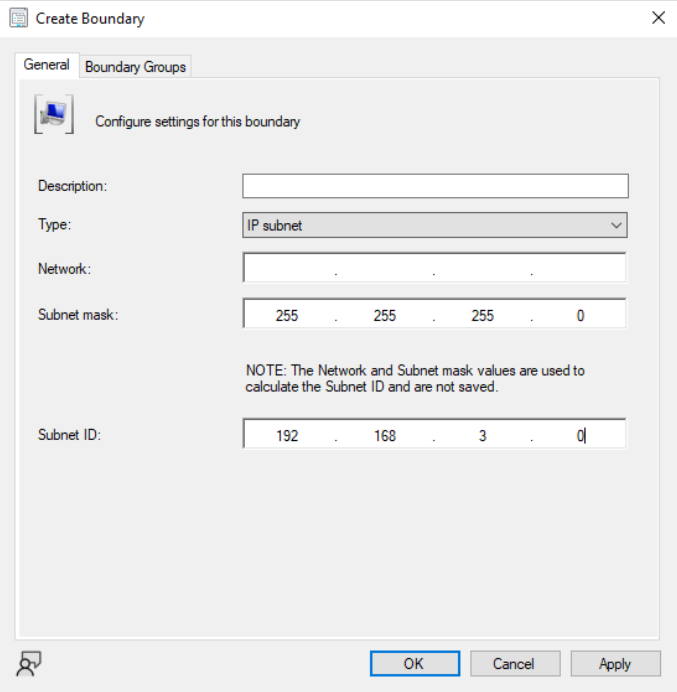 Create Boundary
General
Boundary Groups
Configure settings for this boundary
Description:
Type: IP subnet
Network: . . .
Subnet mask: 255 . 255 . 255 . 0
NOTE: The Network and Subnet mask values are used to
calculate the Subnet ID and are not saved.
Subnet ID: 192 . 168 . 3 . 0
OK Cancel Apply